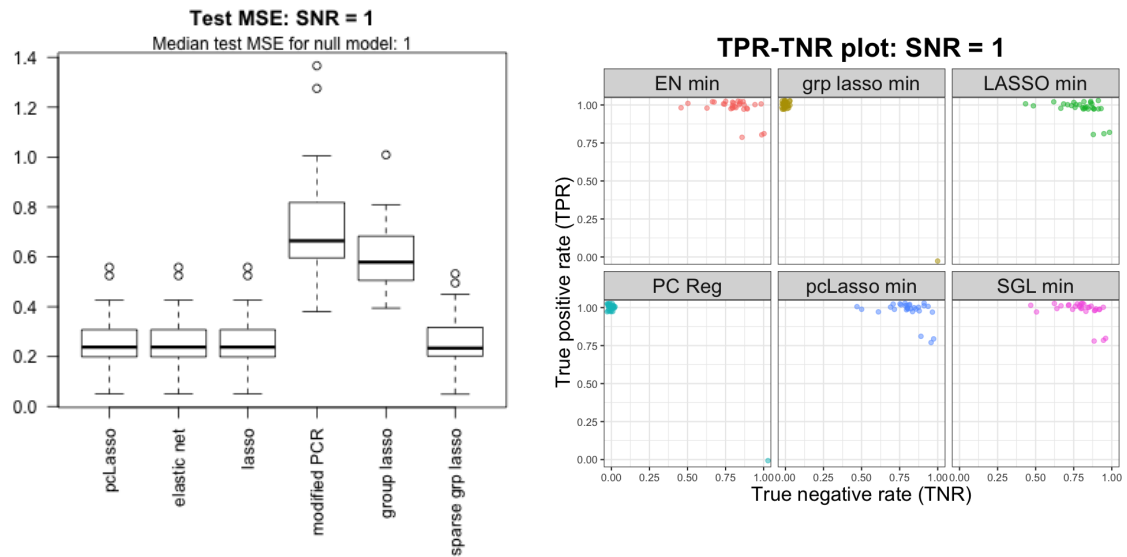 Test MSE: SNR = 1
Median test MSE for null model: 1
1.4
1.2
1.0
0.8
0.6
0.4
0.2
0.0
pcLasso
elastic net
lasso
modified PCR
group lasso
sparse grp lasso
TPR-TNR plot: SNR = 1
EN min
grp lasso min
LASSO min
1.00
0.75
0.50
0.25
0.00
PC Reg
pcLasso min
SGL min
1.00
0.75
0.50
0.25
0.00
0.00 0.25 0.50 0.75 1.00 0.00 0.25 0.50 0.75 1.00 0.00 0.25 0.50 0.75 1.00
True positive rate (TPR)
True negative rate (TNR)